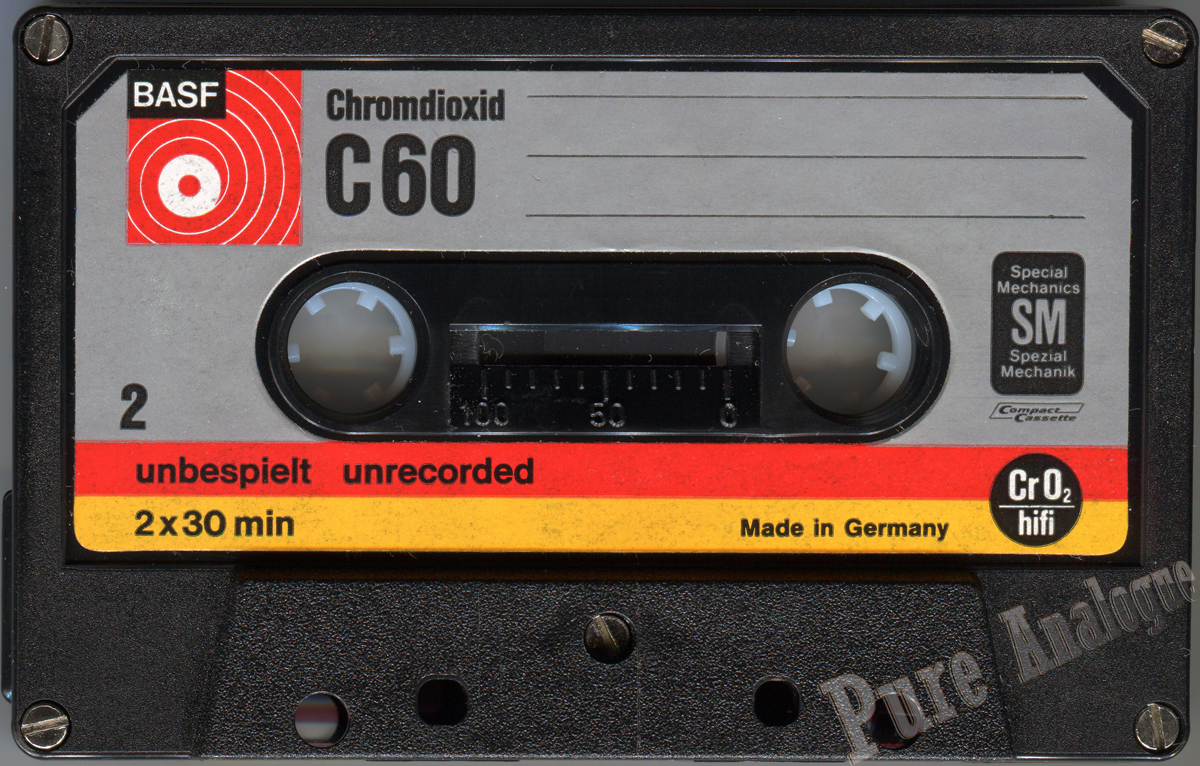 BASF
Chromdioxid
C60
Special
Mechanics
SM
Spezial
Mechanik
Compact
Cassette
2
100 50 0
unbespielt unrecorded
2x30 min
Made in Germany
CrO₂
hifi
Pure Analogue